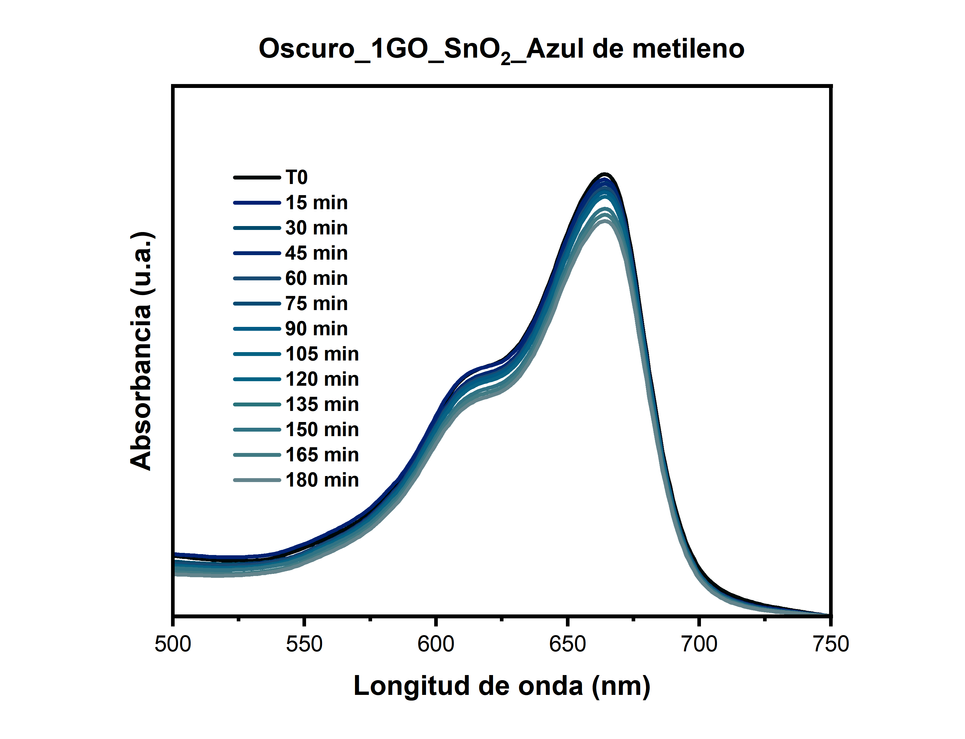 Oscuro_1GO_SnO₂_Azul de metileno
T0
15 min
30 min
45 min
60 min
75 min
90 min
105 min
120 min
135 min
150 min
165 min
180 min
Absorbancia (u.a.)
500 550 600 650 700 750
Longitud de onda (nm)